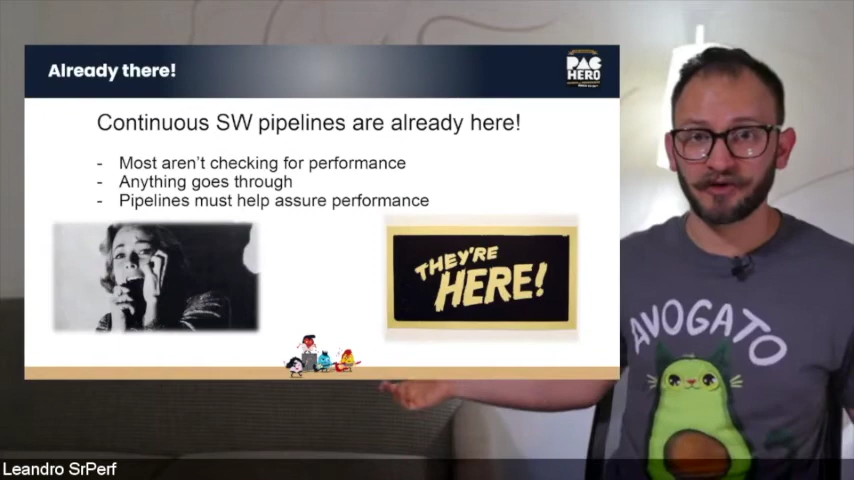 Already there!
PAC
HERO
Continuous SW pipelines are already here!
- Most aren't checking for performance
- Anything goes through
- Pipelines must help assure performance
THEY'RE
HERE!
AVOGATO
Leandro SrPerf